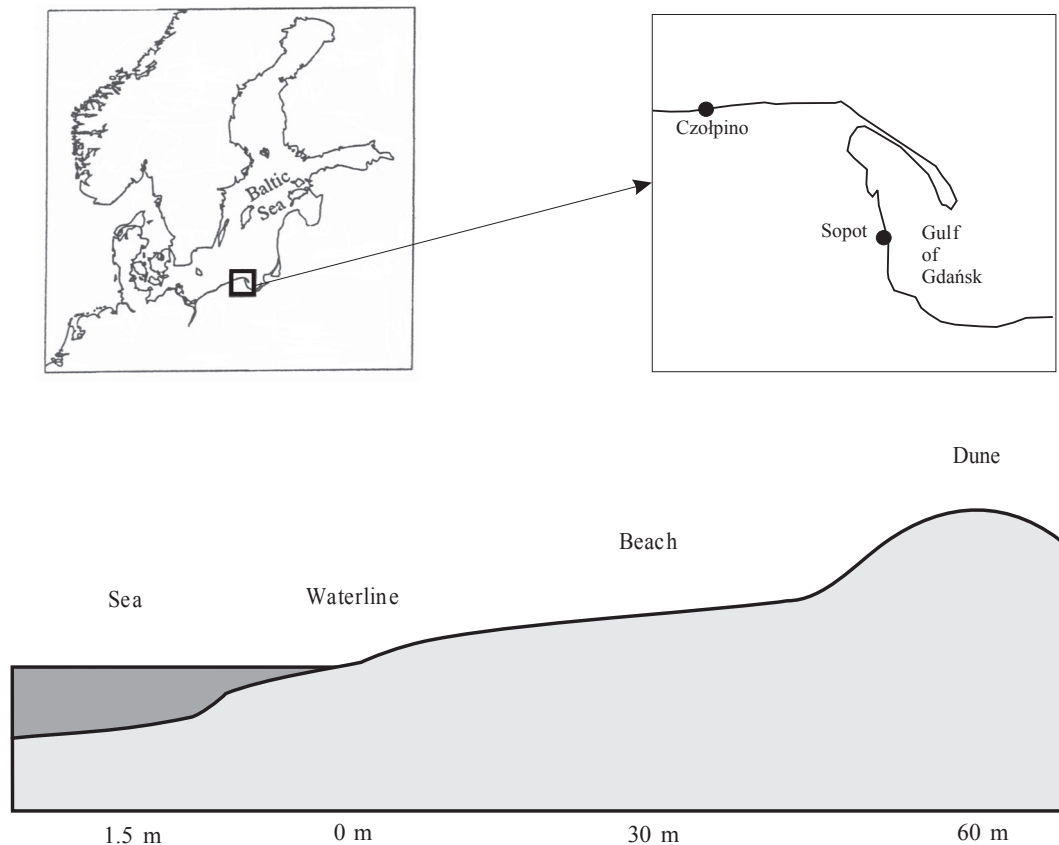 Baltic
Sea
Czołpino
Sopot
Gulf
of
Gdańsk
Dune
Beach
Sea
Waterline
1.5 m
0 m
30 m
60 m